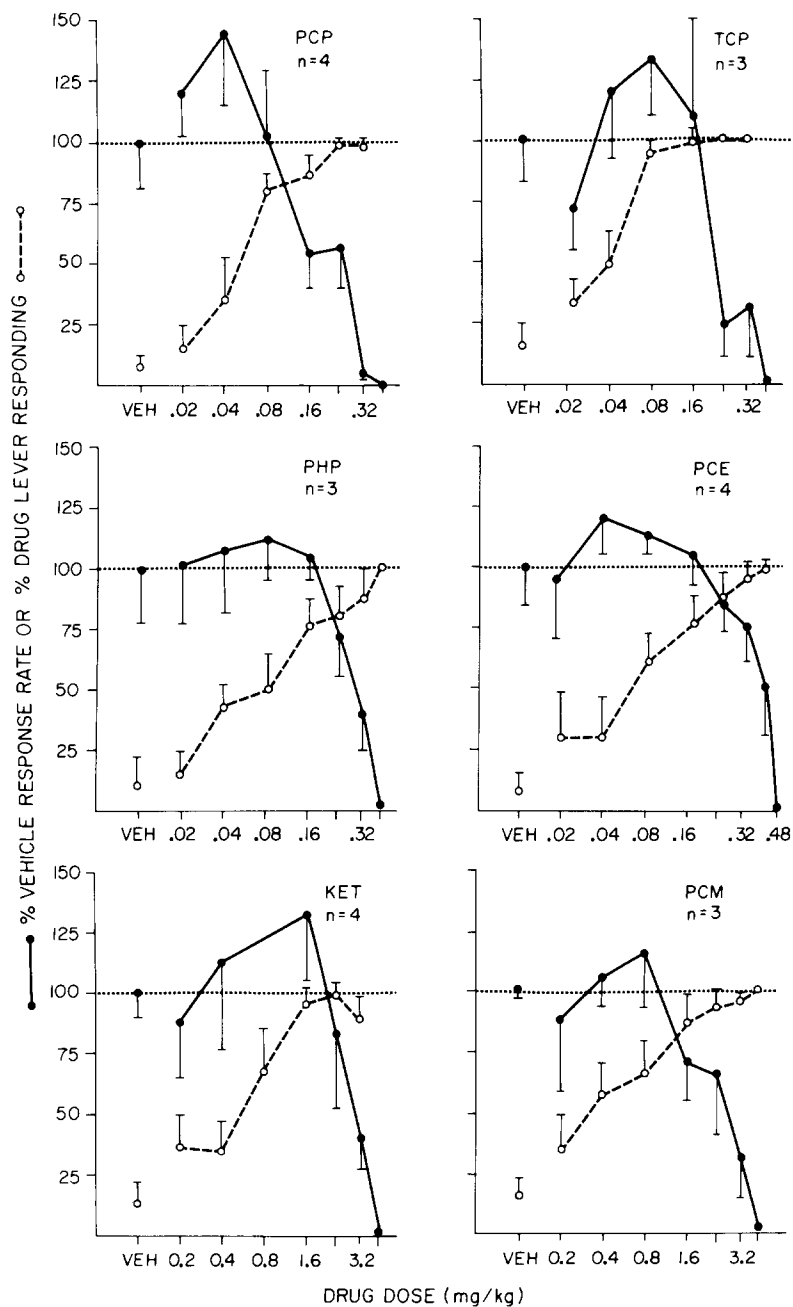 % VEHICLE RESPONSE RATE OR % DRUG LEVER RESPONDING
150
125
100
75
50
25
PCP
n=4
VEH .02 .04 .08 .16 .32
TCP
n=3
VEH .02 .04 .08 .16 .32
150
125
100
75
50
25
PHP
n=3
VEH .02 .04 .08 .16 .32
PCE
n=4
VEH .02 .04 .08 .16 .32 .48
150
125
100
75
50
25
KET
n=4
VEH 0.2 0.4 0.8 1.6 3.2
PCM
n=3
VEH 0.2 0.4 0.8 1.6 3.2
DRUG DOSE (mg/kg)